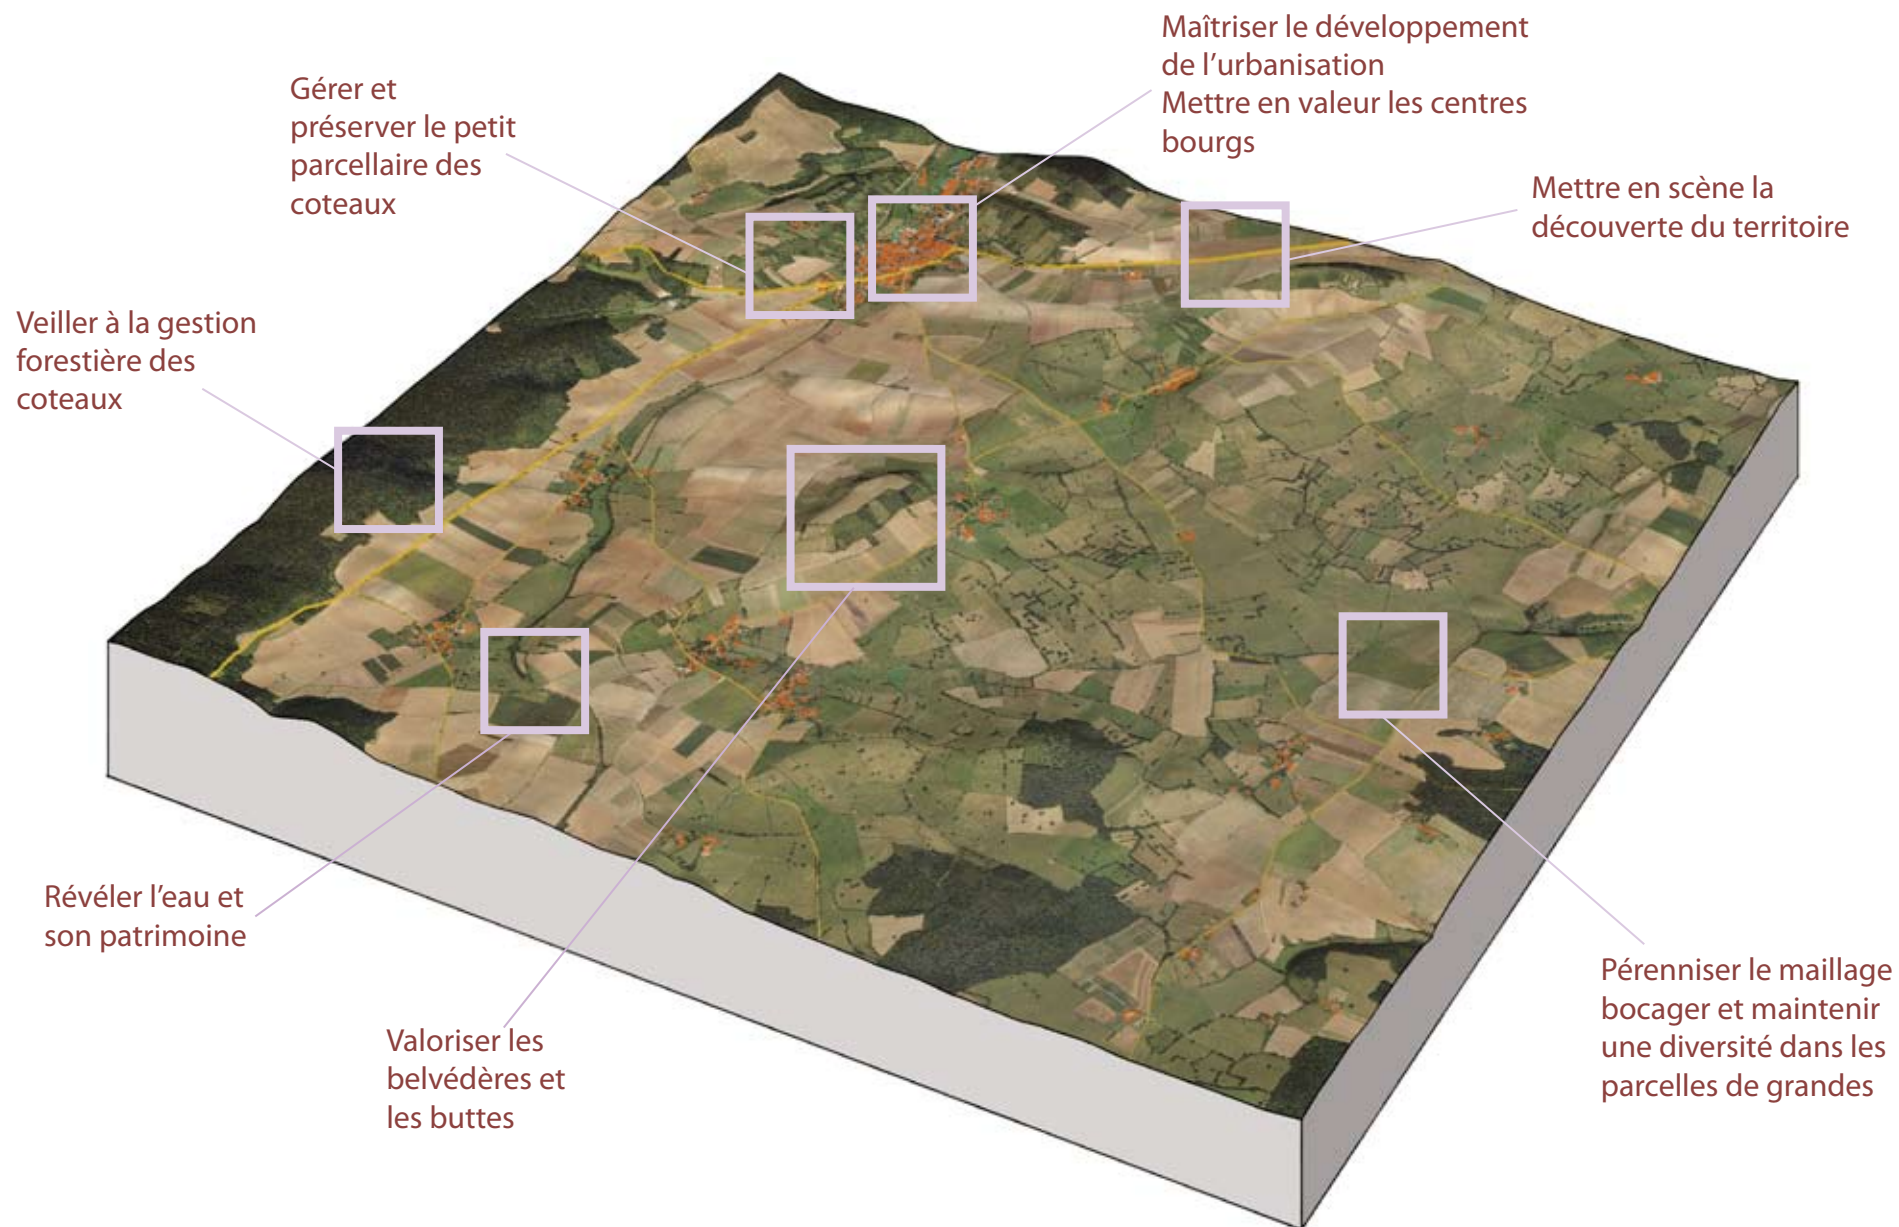 Maîtriser le développement
de l'urbanisation
Mettre en valeur les centres
bourgs
Gérer et
préserver le petit
parcellaire des
coteaux
Mettre en scène la
découverte du territoire
Veiller à la gestion
forestière des
coteaux
Révéler l'eau et
son patrimoine
Valoriser les
belvédères et
les buttes
Pérenniser le maillage
bocager et maintenir
une diversité dans les
parcelles de grandes